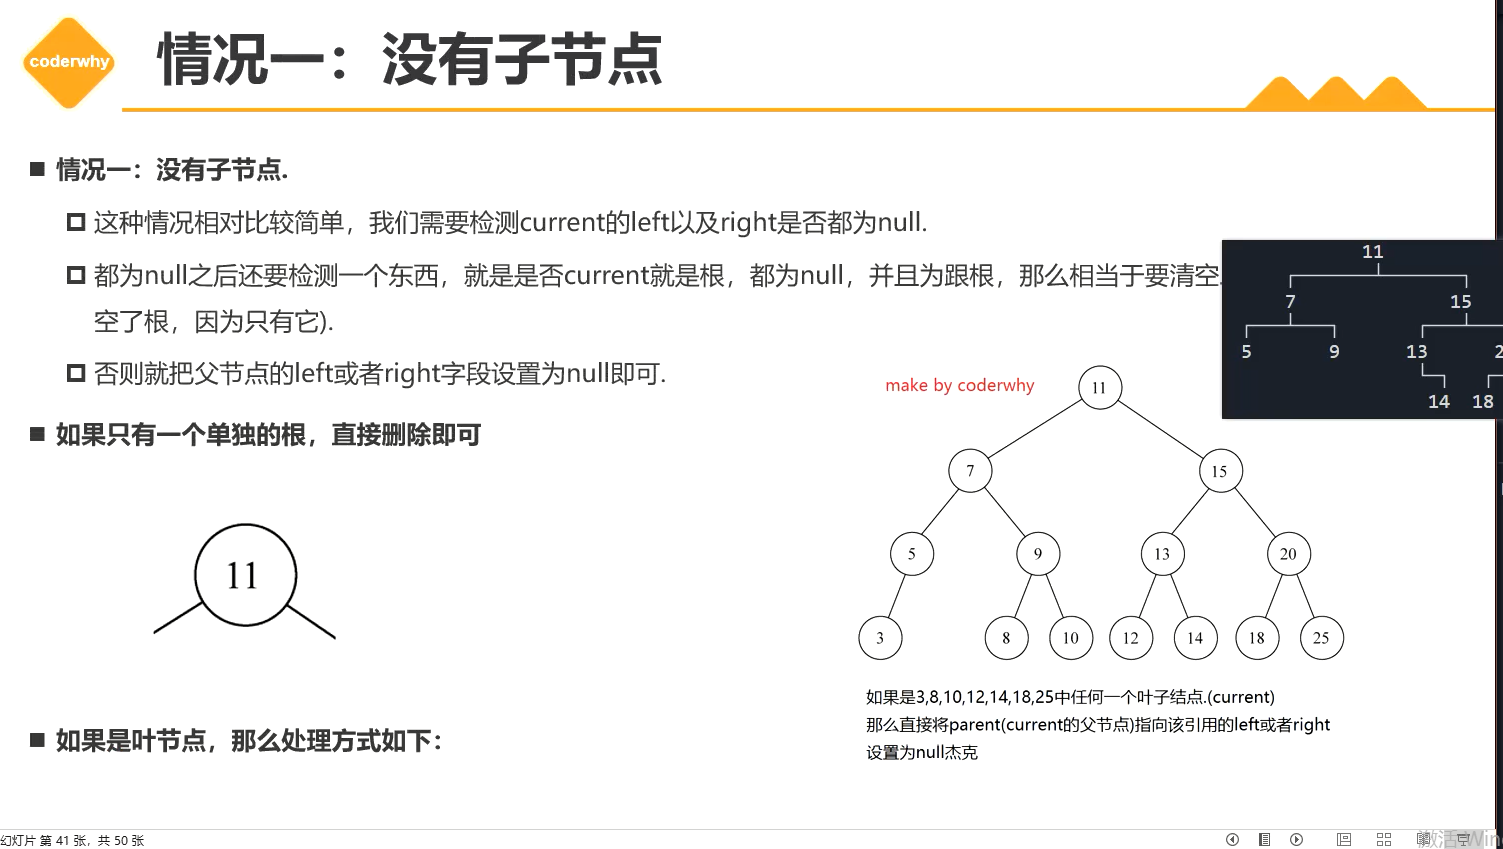 coderwhy
情况一：没有子节点
情况一：没有子节点.
这种情况相对比较简单，我们需要检测current的left以及right是否都为null.
都为null之后还要检测一个东西，就是是否current就是根，都为null，并且为跟根，那么相当于要清空
空了根，因为只有它).
否则就把父节点的left或者right字段设置为null即可.
如果只有一个单独的根，直接删除即可
11
如果是叶节点，那么处理方式如下：
11
7 15
5 9 13
14 18
make by coderwhy
11
7 15
5 9 13 20
3 8 10 12 14 18 25
如果是3,8,10,12,14,18,25中任何一个叶子结点.(current)
那么直接将parent(current的父节点)指向该引用的left或者right
设置为null杰克
幻灯片 第 41 张，共 50 张
激活 Win